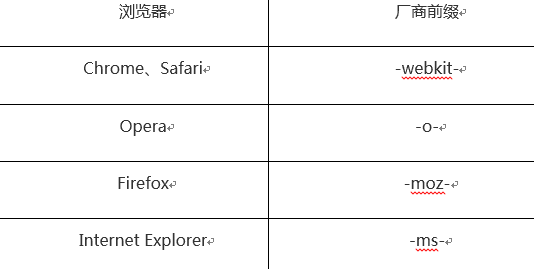 浏览器 厂商前缀
Chrome、Safari -webkit-
Opera -o-
Firefox -moz-
Internet Explorer -ms-